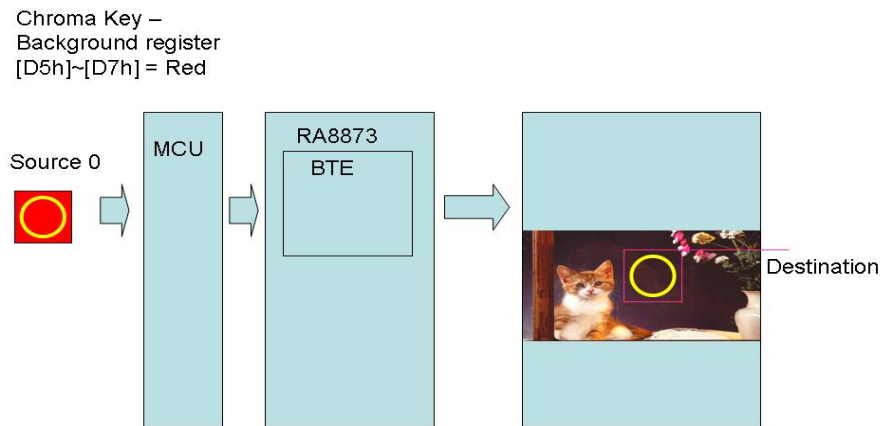 Chroma Key –
Background register
[D5h]~[D7h] = Red
Source 0
MCU
RA8873
BTE
Destination